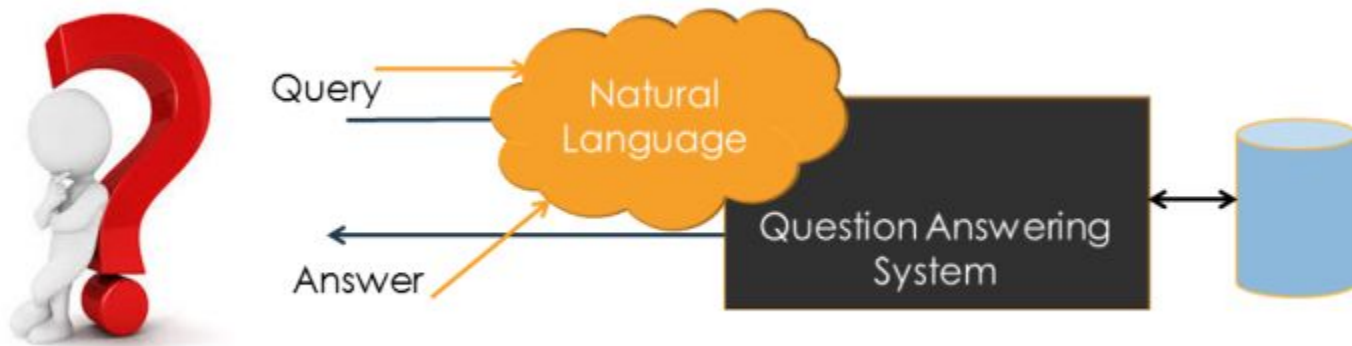 Query
Natural
Language
Question Answering
System
Answer